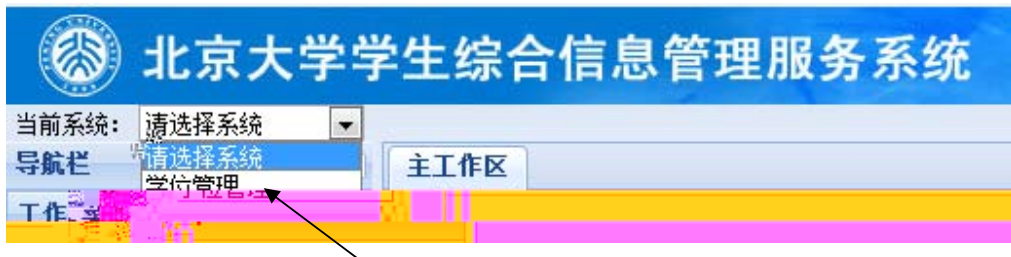 北京大学学生综合信息管理服务系统
当前系统： 请选择系统
导航栏 请选择系统 主工作区
学位管理
工作